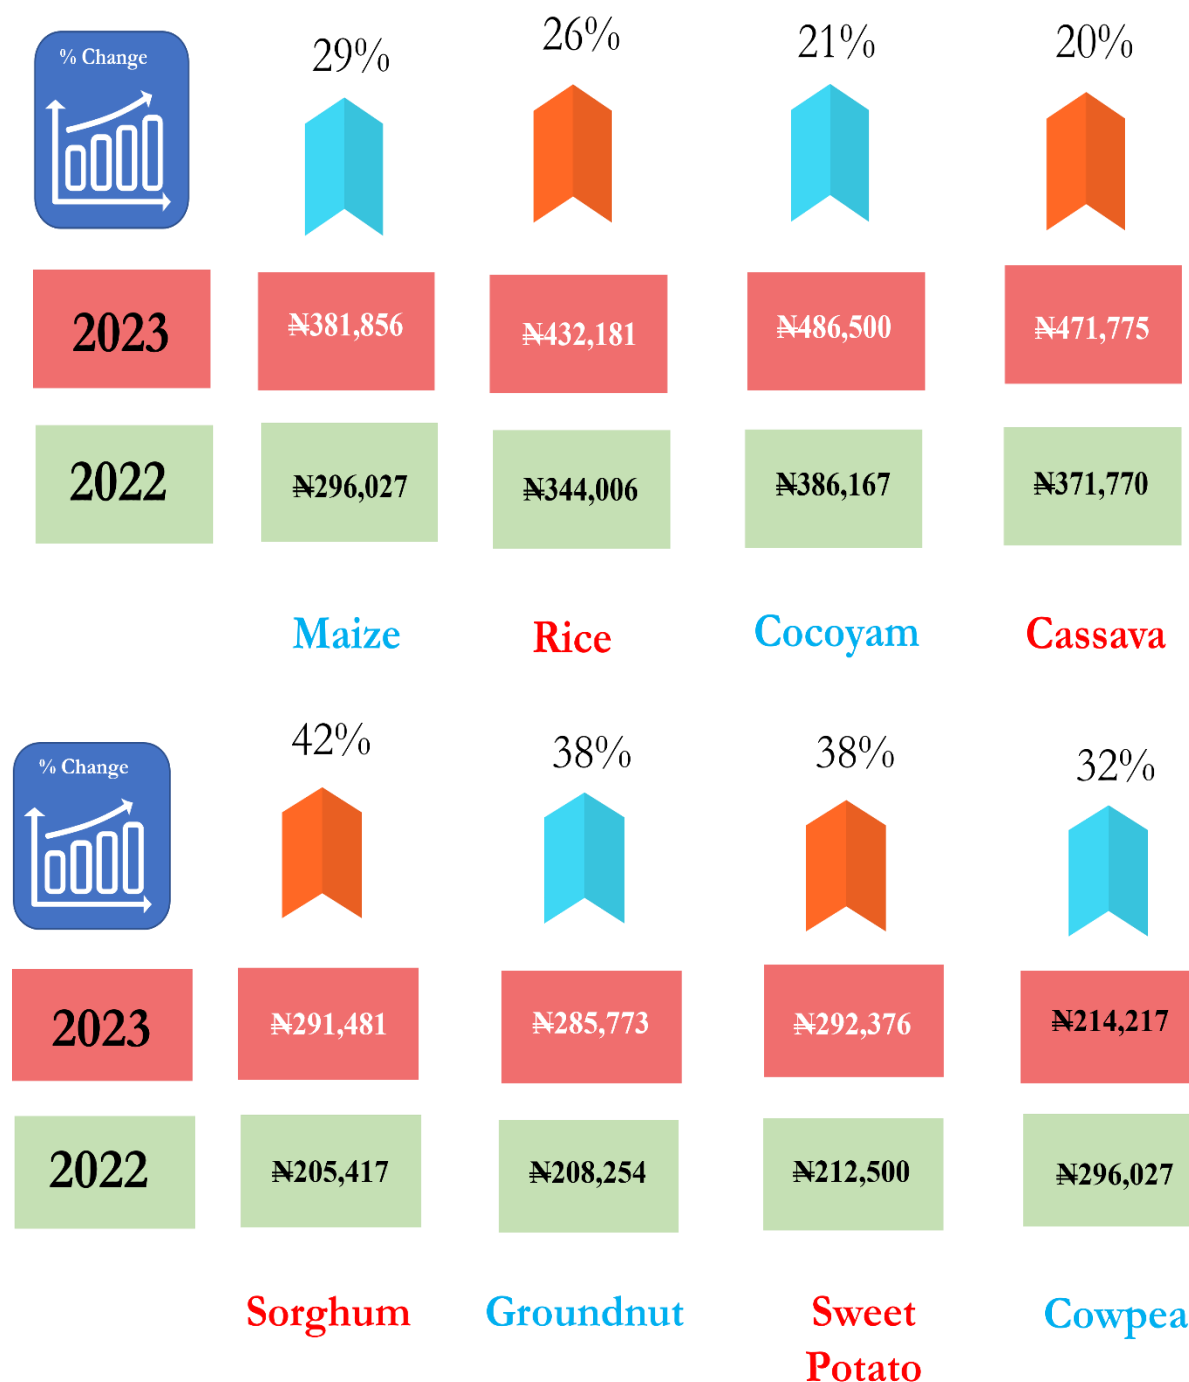 % Change
29%
26%
21%
20%
2023
₦381,856
₦432,181
₦486,500
₦471,775
2022
₦296,027
₦344,006
₦386,167
₦371,770
Maize
Rice
Cocoyam
Cassava
% Change
42%
38%
38%
32%
2023
₦291,481
₦285,773
₦292,376
₦214,217
2022
₦205,417
₦208,254
₦212,500
₦296,027
Sorghum
Groundnut
Sweet
Potato
Cowpea